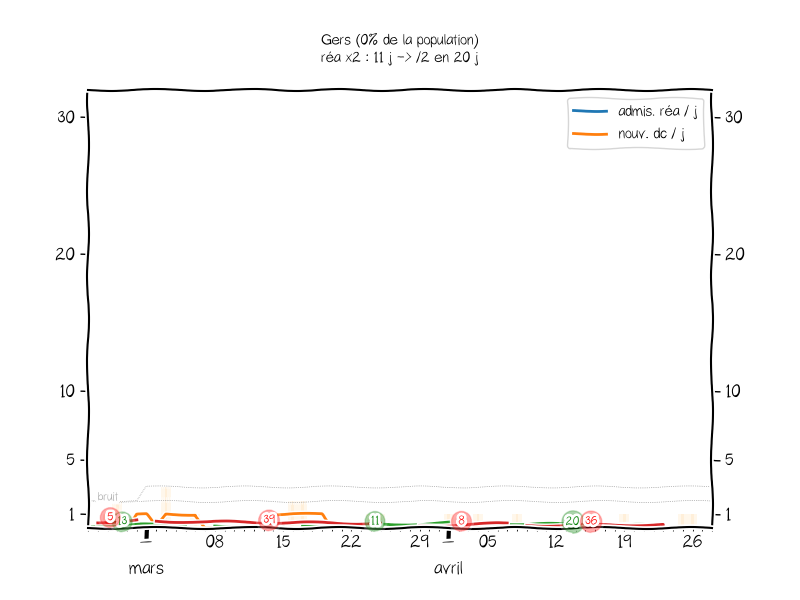 Gers (0% de la population)
réa x2 : 11 j -> /2 en 20 j
admis. réa / j
nouv. dc / j
30 30
20 20
10 10
5 5
bruit
1 1
5 13 39 11 8 20 36
1 08 15 22 29 1 05 12 19 26
mars avril